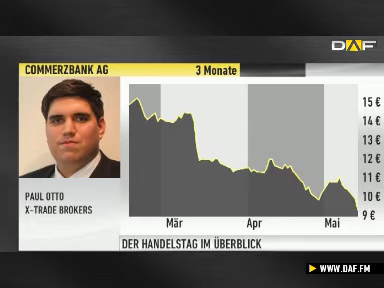 DAF
COMMERZBANK AG 3 Monate
15 €
14 €
13 €
12 €
11 €
10 €
9 €
Mär Apr Mai
PAUL OTTO
X-TRADE BROKERS
DER HANDELSTAG IM ÜBERBLICK
WWW.DAF.FM